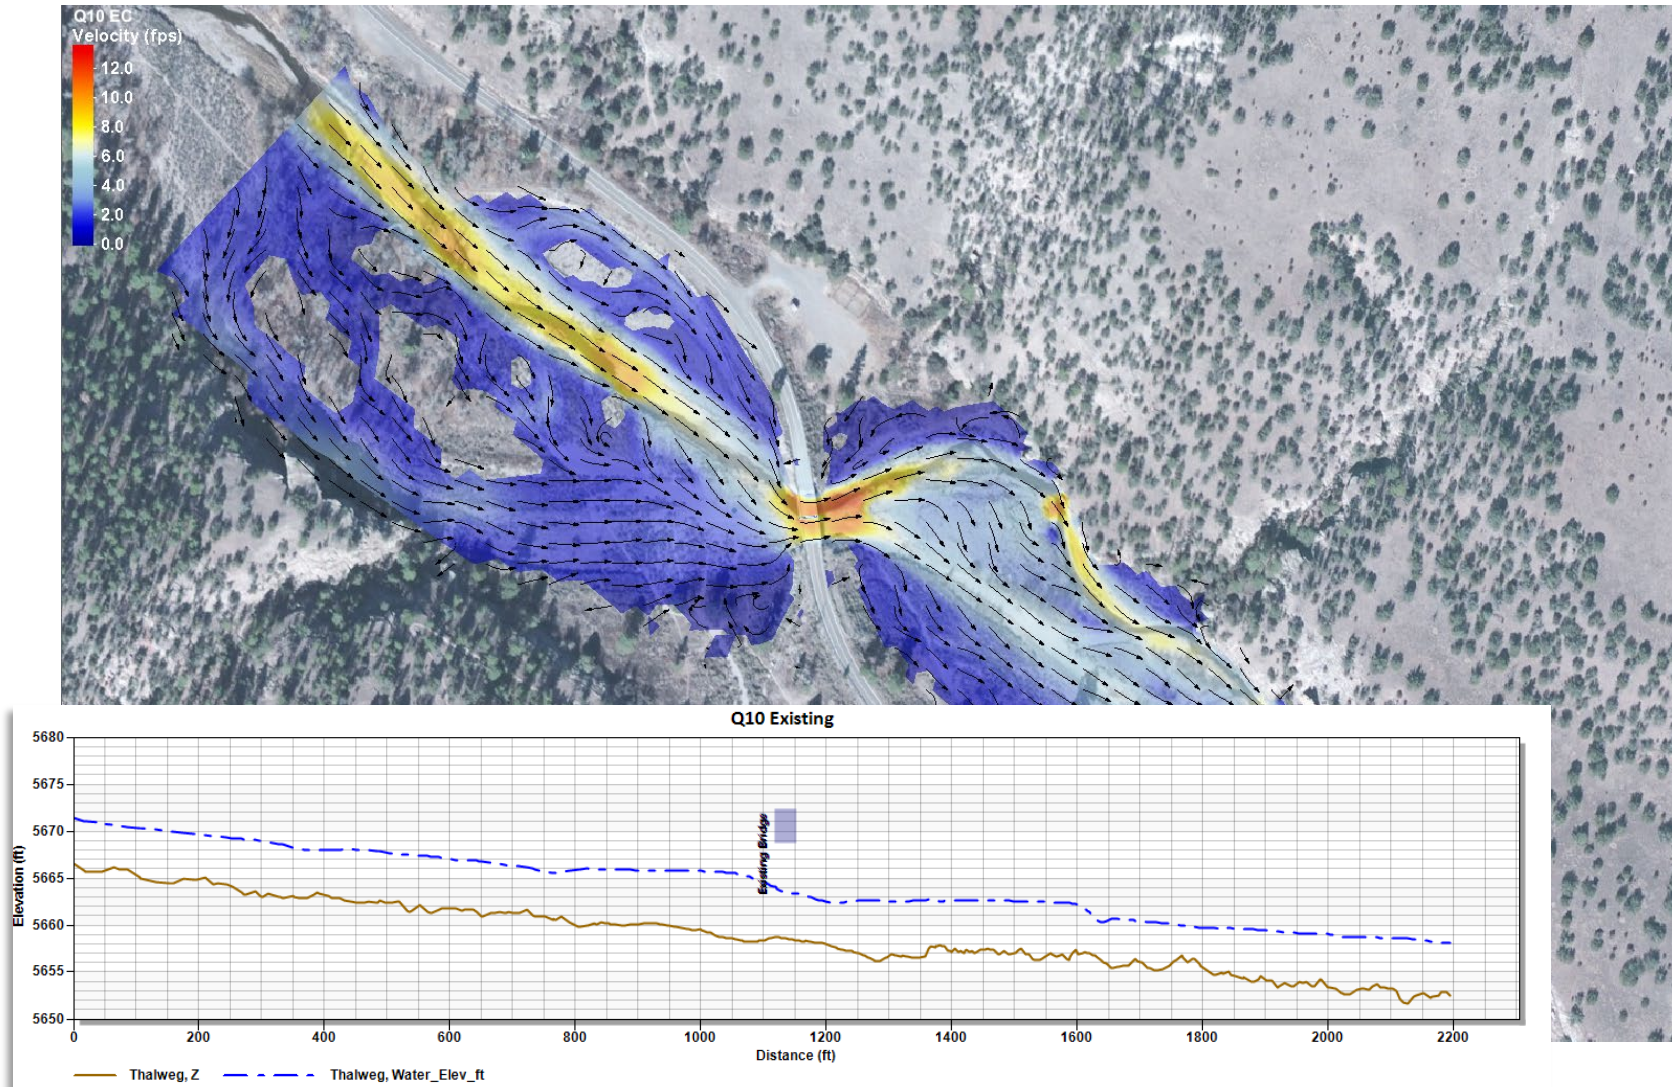 Q10 EC
Velocity (fps)
12.0
10.0
8.0
6.0
4.0
2.0
0.0
Q10 Existing
5680
5675
5670
5665
5660
5655
5650
Elevation (ft)
Existing Bridge
0 200 400 600 800 1000 1200 1400 1600 1800 2000 2200
Distance (ft)
Thalweg, Z Thalweg, Water_Elev_ft